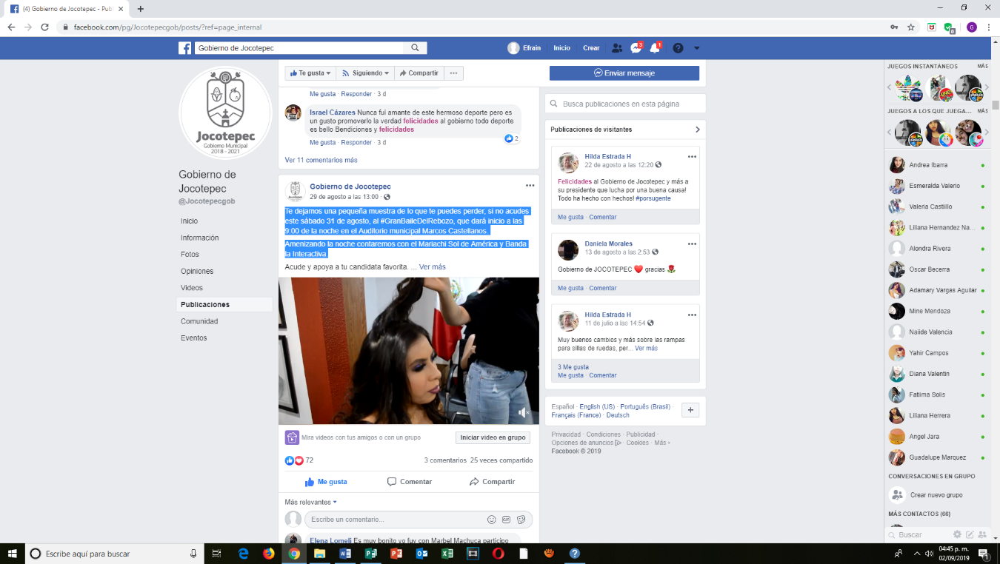 (4) Gobierno de Jocotepec - Pub
facebook.com/pg/Jocotepecgob/posts/?ref=page_internal
Gobierno de Jocotepec
Efrain
Inicio
Crear
3
1
Jocotepec
Gobierno Municipal
2018 - 2021
Gobierno de
Jocotepec
@Jocotepecgob
Inicio
Información
Fotos
Opiniones
Videos
Publicaciones
Comunidad
Eventos
Te gusta
Siguiendo
Compartir
Me gusta · Responder · 3 d
Israel Cázares Nunca fui amante de este hermoso deporte pero es
un gusto promoverlo la verdad felicidades al gobierno todo deporte
es bello Bendiciones y felicidades
2
Me gusta · Responder · 3 d
Ver 11 comentarios más
Gobierno de Jocotepec
29 de agosto a las 13:00 ·
Te dejamos una pequeña muestra de lo que te puedes perder, si no acudes
este sábado 31 de agosto, al #GranBaileDelRebozo, que dará inicio a las
9:00 de la noche en el Auditorio municipal Marcos Castellanos.
Amenizando la noche contaremos con el Mariachi Sol de América y Banda
la Interactiva.
Acude y apoya a tu candidata favorita. ... Ver más
Mira videos con tus amigos o con un grupo
Iniciar video en grupo
72
3 comentarios 25 veces compartido
Me gusta
Comentar
Compartir
Más relevantes
Escribe un comentario...
GIF
Elena Lomeli Es muy bonito yo fuy con Marbel Machuca participo
Enviar mensaje
Busca publicaciones en esta página
Publicaciones de visitantes
Hilda Estrada H
22 de agosto a las 12:20 ·
Felicidades al Gobierno de Jocotepec y más a
su presidente que lucha por una buena causa!
Todo ha hecho con hechos! #porsugente
Me gusta · Comentar
Daniela Morales
13 de agosto a las 2:53 ·
Gobierno de JOCOTEPEC ❤️ gracias 🌹
Me gusta · Comentar
Hilda Estrada H
11 de julio a las 14:54 ·
Muy buenos cambios y más sobre las rampas
para sillas de ruedas, per... Ver más
3 Me gusta
Me gusta · Comentar
Español · English (US) · Português (Brasil) ·
Français (France) · Deutsch
Privacidad · Condiciones · Publicidad ·
Opciones de anuncios · Cookies · Más
Facebook © 2019
JUEGOS INSTANTÁNEOS MÁS
JUEGOS A LOS QUE JUEGA... MÁS
Andrea Ibarra
Esmeralda Valerio
Valeria Castillo
Liliana Hernandez Na...
Alondra Rivera
Oscar Becerra
Adamary Vargas Aguilar
Mine Mendoza
Naiide Valencia
Yahir Campos
Diana Valentin
Fatiima Solis
Liliana Herrera
Angel Jara
Guadalupe Marquez
CONVERSACIONES EN GRUPO
Crear nuevo grupo
MÁS CONTACTOS (66)
Buscar
Escribe aquí para buscar
04:45 p. m.
02/09/2019
1